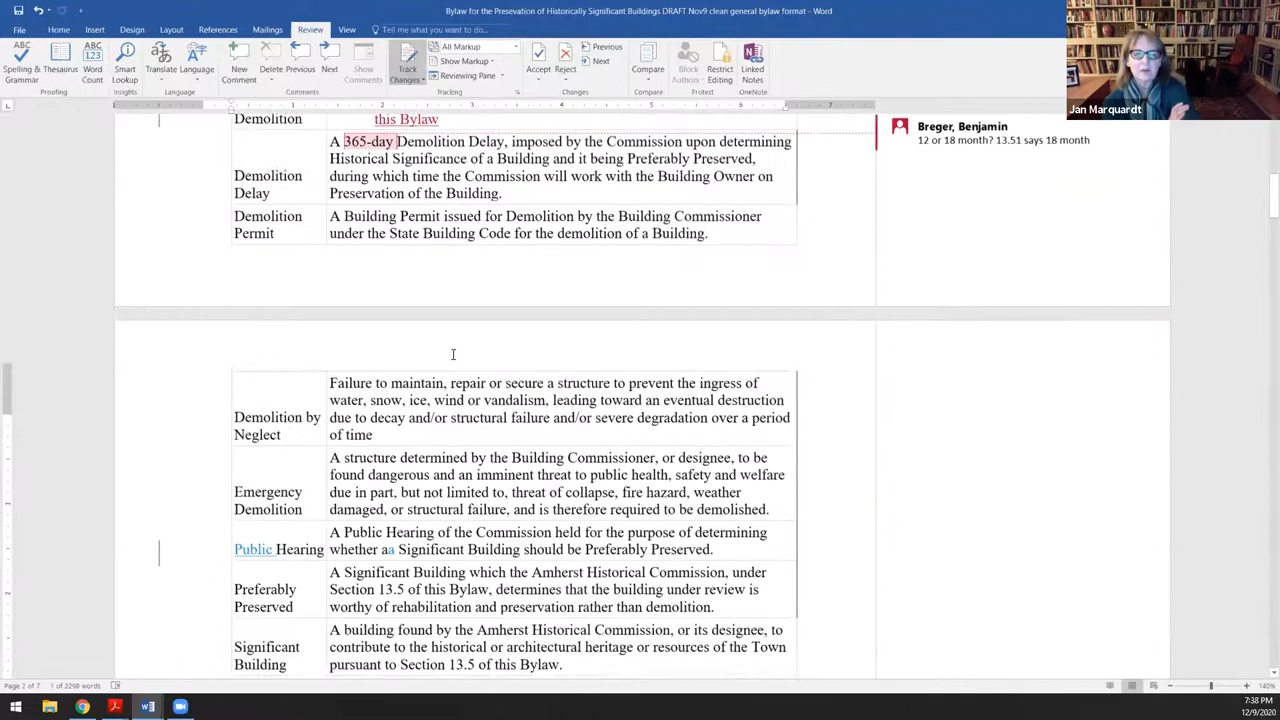 Bylaw for the Presevation of Historically Significant Buildings DRAFT Nov9 clean general bylaw format - Word
File Home Insert Design Layout References Mailings Review View Tell me what you want to do...
Spelling & Grammar
Thesaurus
Word Count
Proofing
Smart Lookup
Insights
Translate
Language
Language
New Comment
Delete
Previous
Next
Show Comments
Comments
Track Changes
All Markup
Show Markup
Reviewing Pane
Tracking
Accept
Reject
Previous
Next
Changes
Compare
Compare
Block Authors
Restrict Editing
Protect
Linked Notes
OneNote
Jan Marquardt
Demolition this Bylaw
Demolition Delay
A 365-day Demolition Delay, imposed by the Commission upon determining
Historical Significance of a Building and it being Preferably Preserved,
during which time the Commission will work with the Building Owner on
Preservation of the Building.
Breger, Benjamin
12 or 18 month? 13.51 says 18 month
Demolition Permit
A Building Permit issued for Demolition by the Building Commissioner
under the State Building Code for the demolition of a Building.
Demolition by Neglect
Failure to maintain, repair or secure a structure to prevent the ingress of
water, snow, ice, wind or vandalism, leading toward an eventual destruction
due to decay and/or structural failure and/or severe degradation over a period
of time
Emergency Demolition
A structure determined by the Building Commissioner, or designee, to be
found dangerous and an imminent threat to public health, safety and welfare
due in part, but not limited to, threat of collapse, fire hazard, weather
damaged, or structural failure, and is therefore required to be demolished.
Public Hearing
A Public Hearing of the Commission held for the purpose of determining
whether aa Significant Building should be Preferably Preserved.
Preferably Preserved
A Significant Building which the Amherst Historical Commission, under
Section 13.5 of this Bylaw, determines that the building under review is
worthy of rehabilitation and preservation rather than demolition.
Significant Building
A building found by the Amherst Historical Commission, or its designee, to
contribute to the historical or architectural heritage or resources of the Town
pursuant to Section 13.5 of this Bylaw.
Page 2 of 7 1 of 2298 words 140%
7:38 PM
12/9/2020